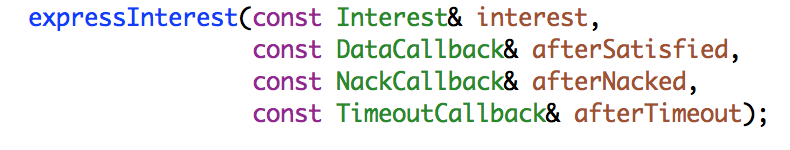 expressInterest(const Interest& interest,
const DataCallback& afterSatisfied,
const NackCallback& afterNacked,
const TimeoutCallback& afterTimeout);